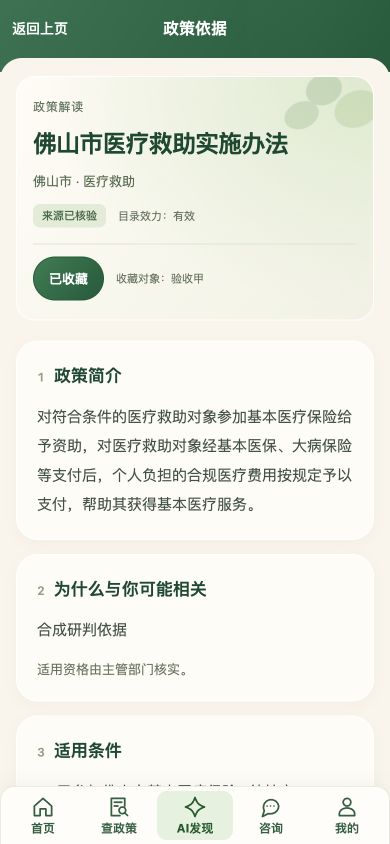 返回上页
政策依据
政策解读
佛山市医疗救助实施办法
佛山市 · 医疗救助
来源已核验 目录效力：有效
已收藏 收藏对象：验收甲
1 政策简介
对符合条件的医疗救助对象参加基本医疗保险给
予资助，对医疗救助对象经基本医保、大病保险
等支付后，个人负担的合规医疗费用按规定予以
支付，帮助其获得基本医疗服务。
2 为什么与你可能相关
合成研判依据
适用资格由主管部门核实。
3 适用条件
首页 查政策 AI发现 咨询 我的